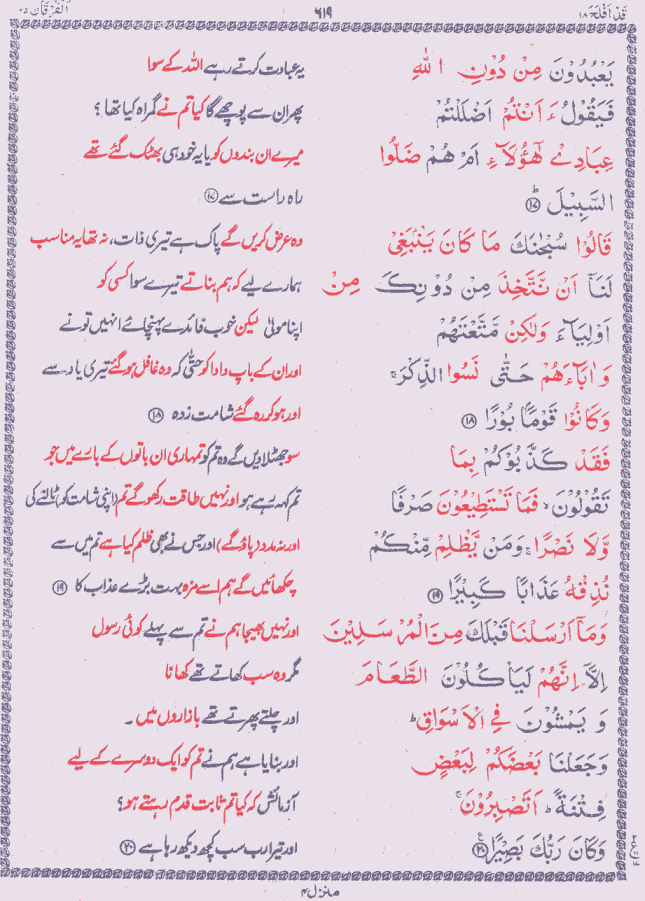 قَدْ اَفْلَحَ ۱۸ ۶۱۹ اَلْفُرْقَان ۲۵
يَعْبُدُوْنَ مِنْ دُوْنِ اللّٰهِ یہ عبادت کرتے رہے اللہ کے سوا
فَيَقُوْلُ ءَ اَنْتُمْ اَضْلَلْتُمْ پھر ان سے پوچھے گا کیا تم نے گمراہ کیا تھا ؟
عِبَادِيْ هٰٓؤُلَآءِ اَمْ هُمْ ضَلُّوا میرے ان بندوں کو یا یہ خود ہی بھٹک گئے تھے
السَّبِيْلَ ؕ ۱۷ راہ راست سے ۱۷
قَالُوْا سُبْحٰنَكَ مَا كَانَ يَنْۢبَغِيْ وہ عرض کریں گے پاک ہے تیری ذات، نہ تھا یہ مناسب
لَنَآ اَنْ نَّتَّخِذَ مِنْ دُوْنِكَ مِنْ ہمارے لیے کہ ہم بناتے تیرے سوا کسی کو
اَوْلِيَآءَ وَلٰكِنْ مَّتَّعْتَهُمْ اپنا مولیٰ لیکن خوب فائدے پہنچائے انہیں تو نے
وَاٰبَآءَهُمْ حَتّٰى نَسُوا الذِّكْرَ ۚ اور ان کے باپ دادا کو حتّٰی کہ وہ غافل ہو گئے تیری یاد سے
وَكَانُوْا قَوْمًا بُوْرًا ۱۸ اور ہو کر رہ گئے شامت زدہ ۱۸
فَقَدْ كَذَّبُوْكُمْ بِمَا سو جھٹلا دیں گے وہ تم کو تمہاری ان باتوں کے بارے میں جو
تَقُوْلُوْنَ ۙ فَمَا تَسْتَطِيْعُوْنَ صَرْفًا تم کہہ رہے ہو اور نہیں طاقت رکھو گے تم (اپنی شامت کو) ٹالنے کی
وَّلَا نَصْرًا ۚ وَمَنْ يَّظْلِمْ مِّنْكُمْ اور نہ مدد (پاؤ گے) اور جس نے بھی ظلم کیا ہے تم میں سے
نُذِقْهُ عَذَابًا كَبِيْرًا ۱۹ چکھائیں گے ہم اسے مزہ بہت بڑے عذاب کا ۱۹
وَمَآ اَرْسَلْنَا قَبْلَكَ مِنَ الْمُرْسَلِيْنَ اور نہیں بھیجا ہم نے تم سے پہلے کوئی رسول
اِلَّآ اِنَّهُمْ لَيَاْكُلُوْنَ الطَّعَامَ مگر وہ سب کھاتے تھے کھانا
وَيَمْشُوْنَ فِي الْاَسْوَاقِ ؕ اور چلتے پھرتے تھے بازاروں میں ۔
وَجَعَلْنَا بَعْضَكُمْ لِبَعْضٍ اور بنایا ہے ہم نے تم کو ایک دوسرے کے لیے
فِتْنَةً ؕ اَتَصْبِرُوْنَ ۚ آزمائش کہ کیا تم ثابت قدم رہتے ہو ؟
وَكَانَ رَبُّكَ بَصِيْرًا ۲۰ اور تیرا رب سب کچھ دیکھ رہا ہے ۲۰
منزل ۴